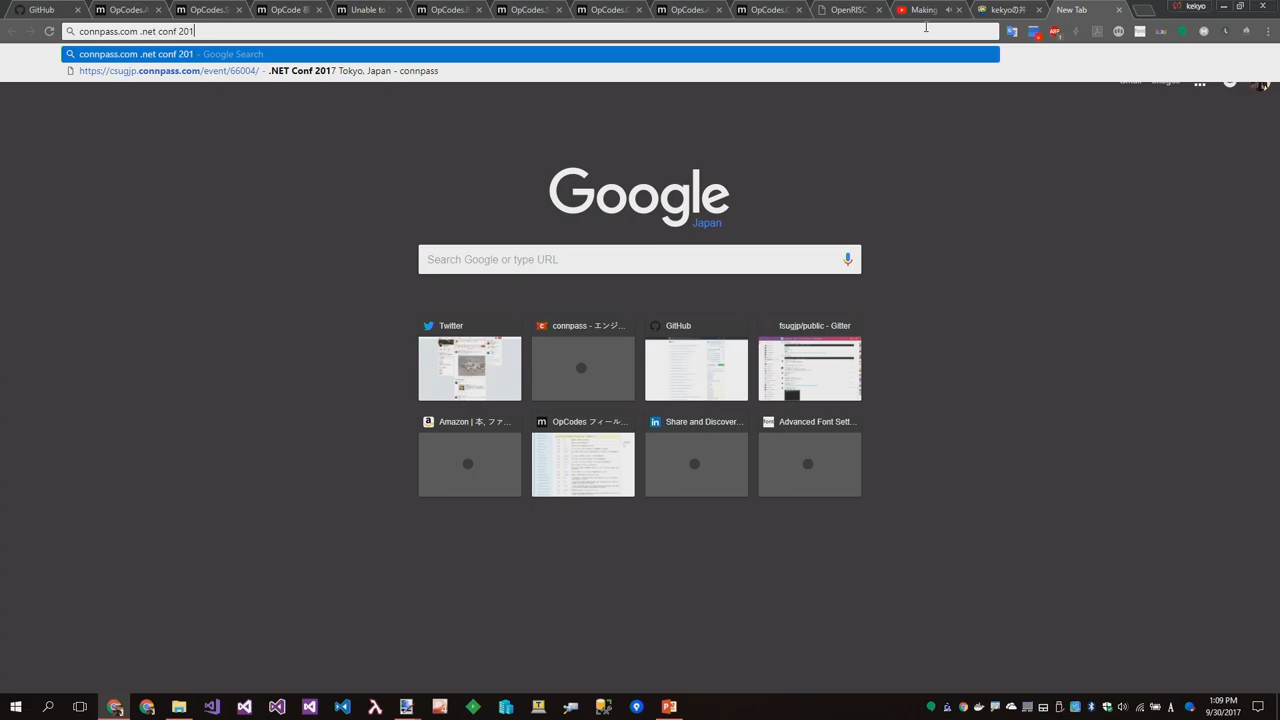 GitHub
OpCodes.
OpCodes.S
OpCode
Unable to
OpCodes.B
OpCodes.S
OpCodes.C
OpCodes.A
OpCodes.C
OpenRISC
Making
kekyoの丼
New Tab
kekyo
connpass.com .net conf 201
connpass.com .net conf 201 - Google Search
https://csugjp.connpass.com/event/66004/ - .NET Conf 2017 Tokyo, Japan - connpass
Google
Japan
Search Google or type URL
Twitter
connpass - エンジ...
GitHub
fsugjp/public - Gitter
Amazon | 本, ファ...
OpCodes フィール...
Share and Discover...
Advanced Font Sett...
1:09 PM
9/30/2017